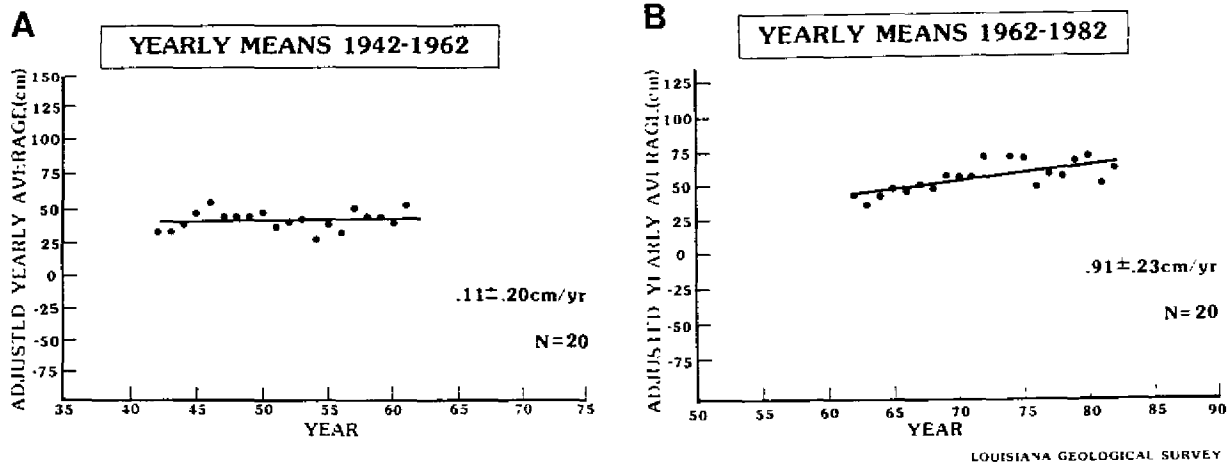 A
YEARLY MEANS 1942-1962
ADJUSTED YEARLY AVERAGE(cm)
150
125
100
75
50
25
0
-25
-50
-75
.11±.20cm/yr
N=20
35 40 45 50 55 60 65 70 75
YEAR
B
YEARLY MEANS 1962-1982
ADJUSTED YEARLY AVERAGE(cm)
125
100
75
50
25
0
-25
-50
-75
.91±.23cm/yr
N=20
50 55 60 65 70 75 80 85 90
YEAR
LOUISIANA GEOLOGICAL SURVEY